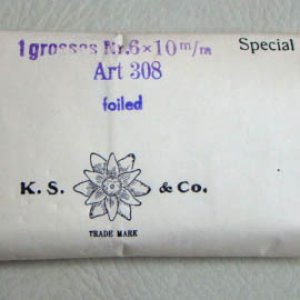 1 grosses Nr. 6 × 10 m/m Special
Art 308
foiled
K. S. & Co.
TRADE MARK